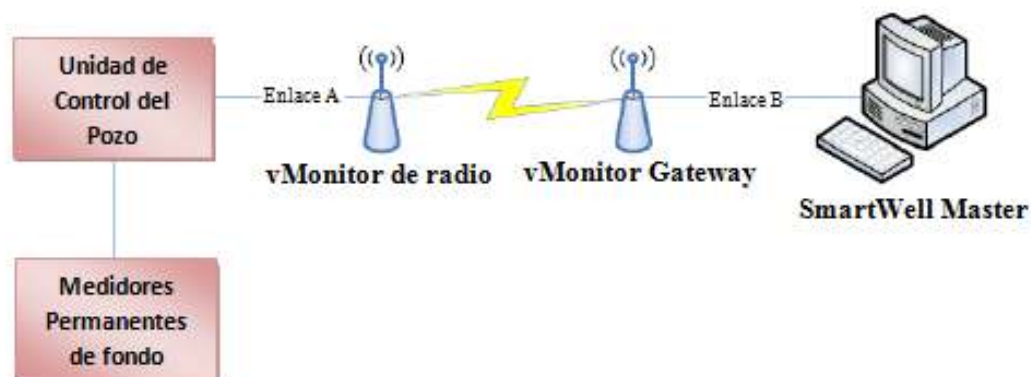 Unidad de
Control del
Pozo
Enlace A
Enlace B
vMonitor de radio
vMonitor Gateway
SmartWell Master
Medidores
Permanentes
de fondo